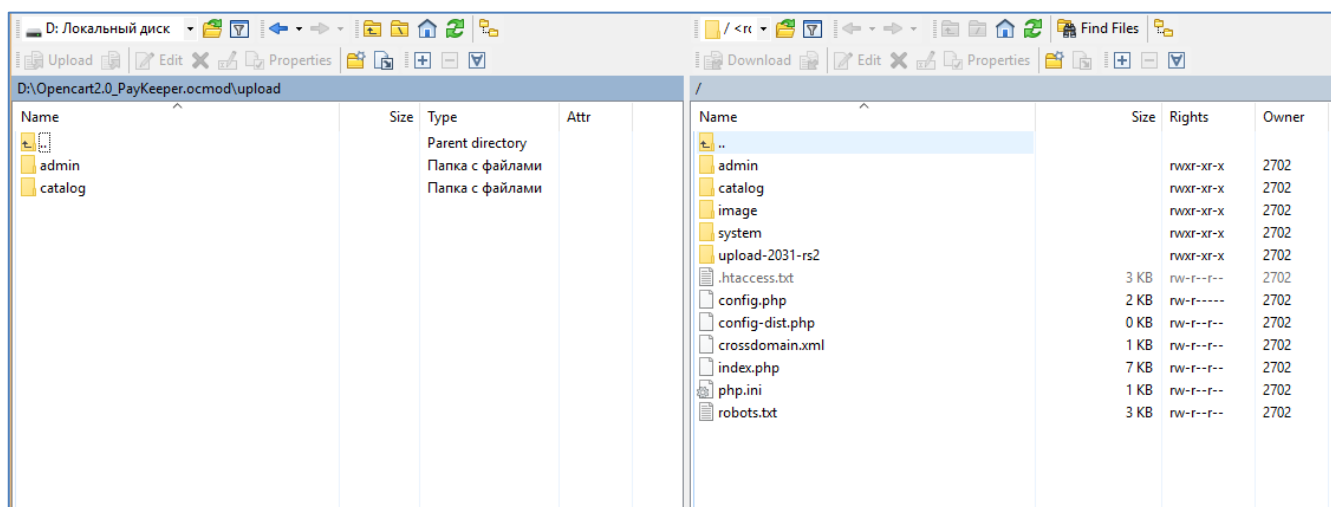 D: Локальный диск
Upload Edit Properties
D:\Opencart2.0_PayKeeper.ocmod\upload
Name Size Type Attr
.. Parent directory
admin Папка с файлами
catalog Папка с файлами
/ <rc Find Files
Download Edit Properties
/
Name Size Rights Owner
..
admin rwxr-xr-x 2702
catalog rwxr-xr-x 2702
image rwxr-xr-x 2702
system rwxr-xr-x 2702
upload-2031-rs2 rwxr-xr-x 2702
.htaccess.txt 3 KB rw-r--r-- 2702
config.php 2 KB rw-r----- 2702
config-dist.php 0 KB rw-r--r-- 2702
crossdomain.xml 1 KB rw-r--r-- 2702
index.php 7 KB rw-r--r-- 2702
php.ini 1 KB rw-r--r-- 2702
robots.txt 3 KB rw-r--r-- 2702